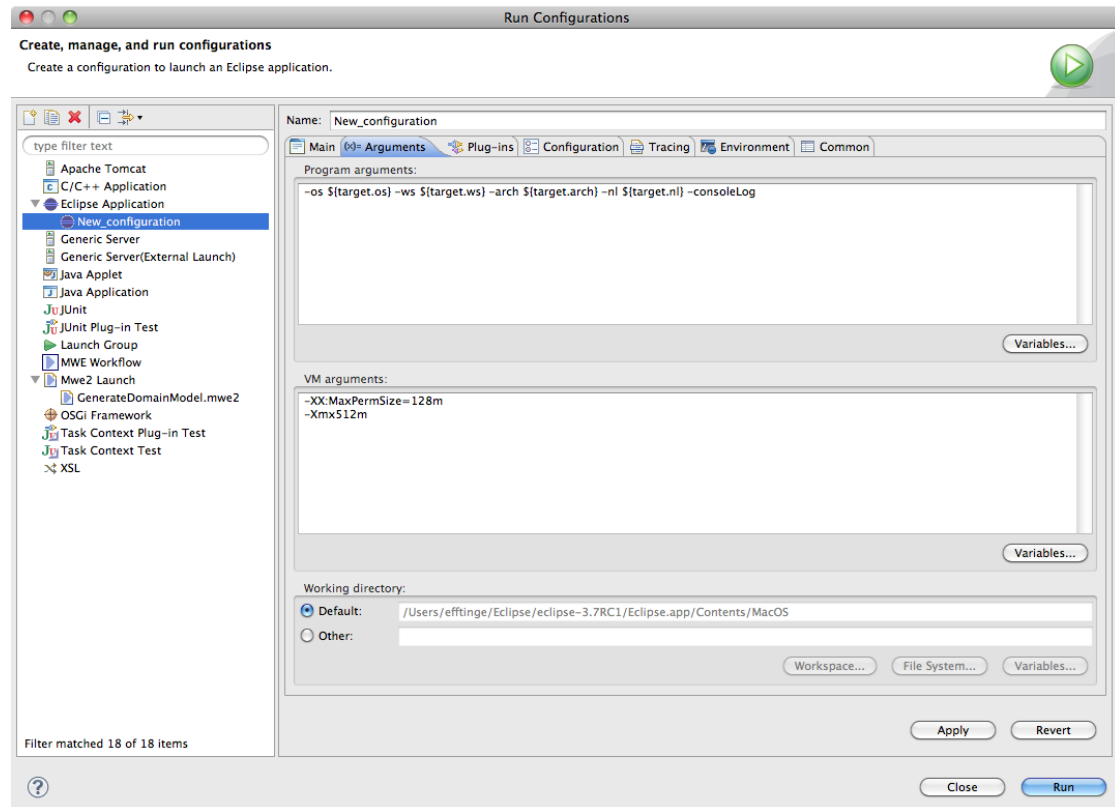 Run Configurations
Create, manage, and run configurations
Create a configuration to launch an Eclipse application.
type filter text
Apache Tomcat
C/C++ Application
Eclipse Application
New_configuration
Generic Server
Generic Server(External Launch)
Java Applet
Java Application
JUnit
JUnit Plug-in Test
Launch Group
MWE Workflow
Mwe2 Launch
GenerateDomainModel.mwe2
OSGi Framework
Task Context Plug-in Test
Task Context Test
XSL
Filter matched 18 of 18 items
Name: New_configuration
Main (x)= Arguments Plug-ins Configuration Tracing Environment Common
Program arguments:
-os ${target.os} -ws ${target.ws} -arch ${target.arch} -nl ${target.nl} -consoleLog
Variables...
VM arguments:
-XX:MaxPermSize=128m
-Xmx512m
Variables...
Working directory:
Default: /Users/efftinge/Eclipse/eclipse-3.7RC1/Eclipse.app/Contents/MacOS
Other:
Workspace... File System... Variables...
Apply Revert
? Close Run